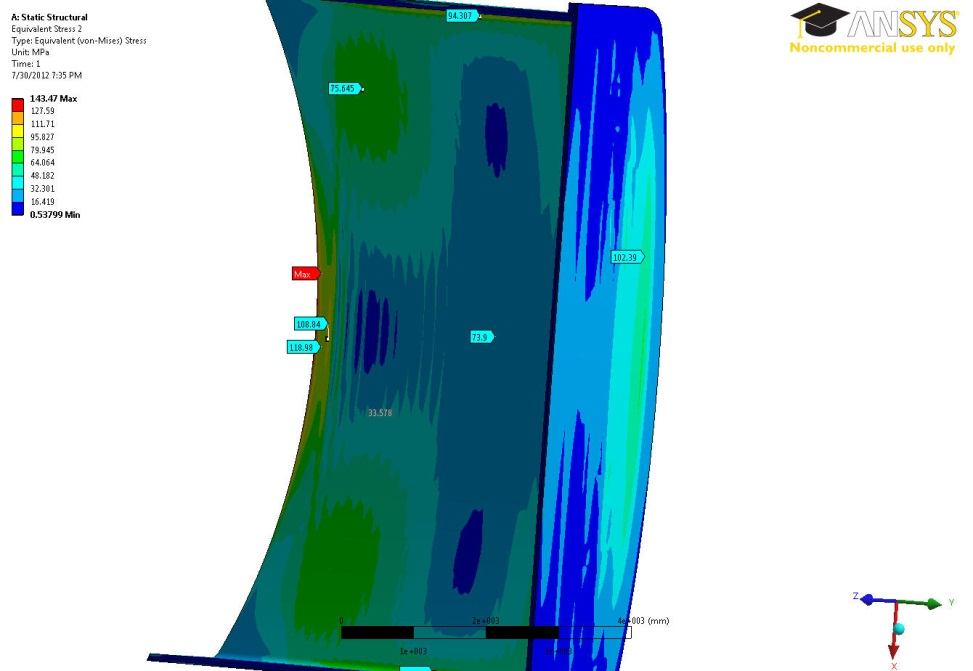 A: Static Structural
Equivalent Stress 2
Type: Equivalent (von-Mises) Stress
Unit: MPa
Time: 1
7/30/2012 7:35 PM
143.47 Max
127.59
111.71
95.827
79.945
64.064
48.182
32.301
16.419
0.53799 Min
ANSYS
Noncommercial use only
94.307
75.645
102.39
Max
108.84
118.98
73.9
33.578
0
2e+003
4e+003 (mm)
1e+003
Z
Y
X